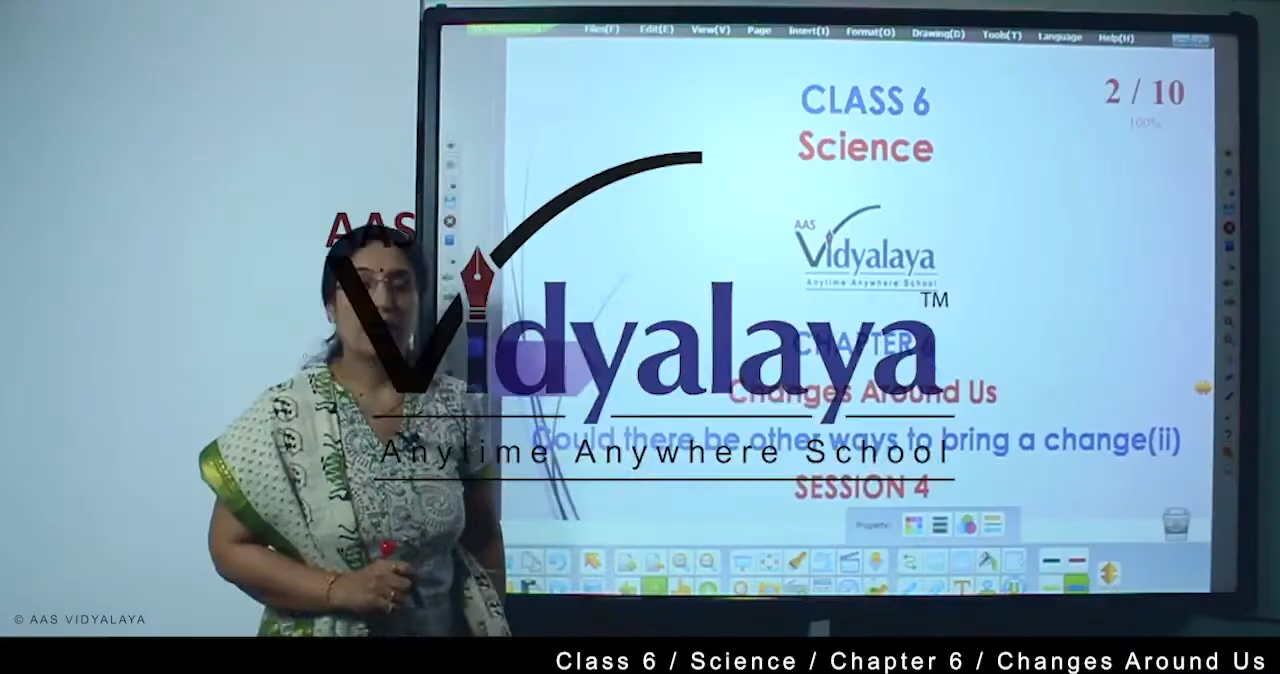 Files(F) Edit(E) View(V) Page Insert(I) Format(O) Drawing(D) Tools(T) Language Help(H)
CLASS 6
2 / 10
100%
Science
AAS
Vidyalaya
Anytime Anywhere School
AAS
Vidyalaya TM
Anytime Anywhere School
CHAPTER 6
Changes Around Us
Could there be other ways to bring a change(ii)
SESSION 4
Property:
© AAS VIDYALAYA
Class 6 / Science / Chapter 6 / Changes Around Us